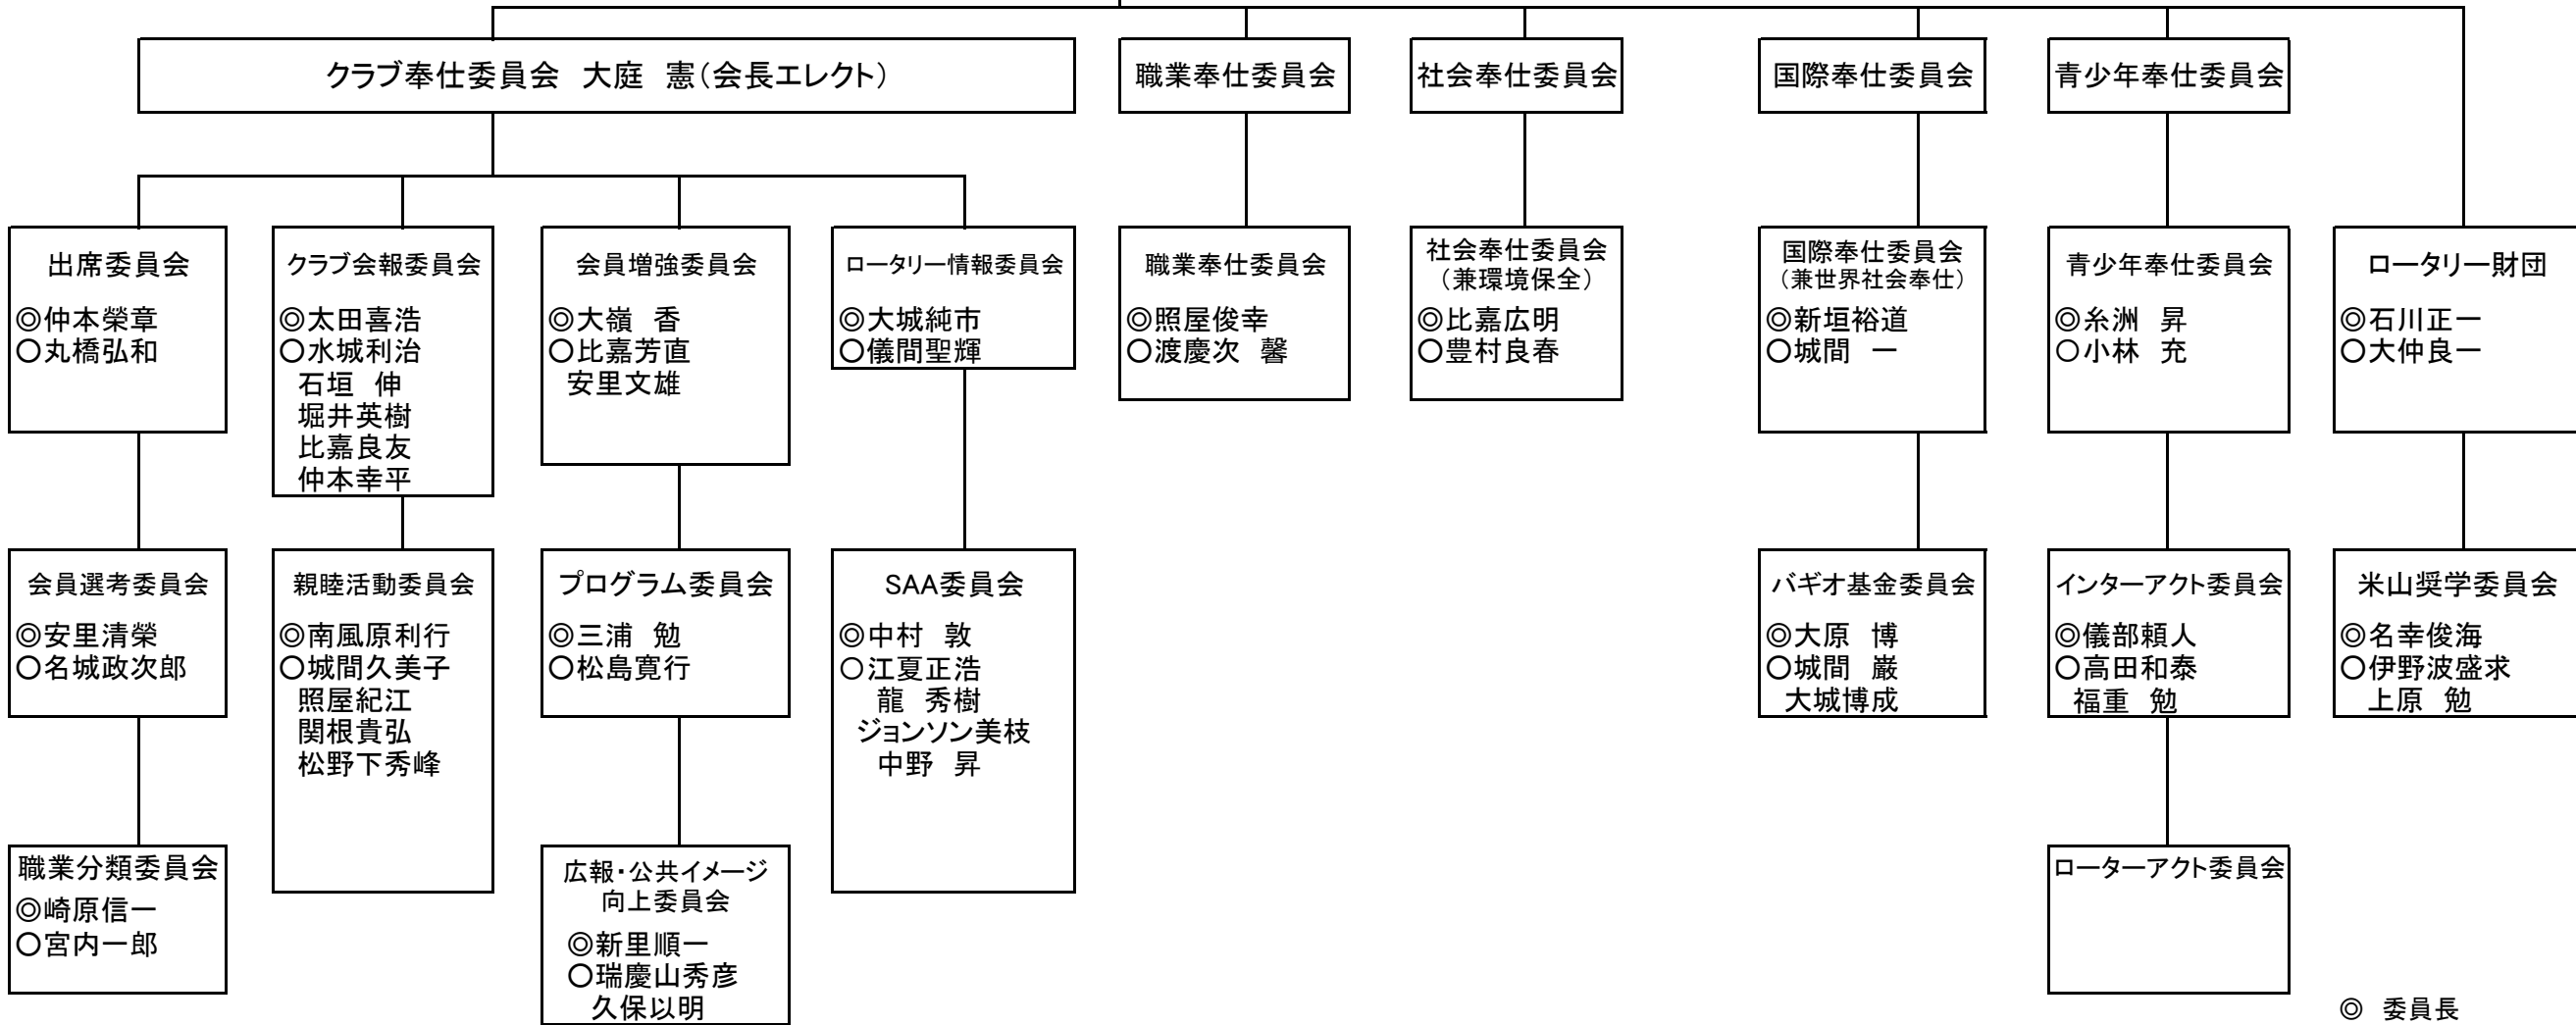 クラブ奉仕委員会　大庭　憲(会長エレクト)
職業奉仕委員会
社会奉仕委員会
国際奉仕委員会
青少年奉仕委員会
出席委員会
◎仲本榮章
○丸橋弘和
クラブ会報委員会
◎太田喜浩
○水城利治
石垣　伸
堀井英樹
比嘉良友
仲本幸平
会員増強委員会
◎大嶺　香
○比嘉芳直
安里文雄
ロータリー情報委員会
◎大城純市
○儀間聖輝
職業奉仕委員会
◎照屋俊幸
○渡慶次　馨
社会奉仕委員会
(兼環境保全)
◎比嘉広明
○豊村良春
国際奉仕委員会
(兼世界社会奉仕)
◎新垣裕道
○城間　一
青少年奉仕委員会
◎糸洲　昇
○小林　充
ロータリー財団
◎石川正一
○大仲良一
会員選考委員会
◎安里清榮
○名城政次郎
親睦活動委員会
◎南風原利行
○城間久美子
照屋紀江
関根貴弘
松野下秀峰
プログラム委員会
◎三浦　勉
○松島寛行
SAA委員会
◎中村　敦
○江夏正浩
龍　秀樹
ジョンソン美枝
中野　昇
バギオ基金委員会
◎大原　博
○城間　巌
大城博成
インターアクト委員会
◎儀部頼人
○高田和泰
福重　勉
米山奨学委員会
◎名幸俊海
○伊野波盛求
上原　勉
職業分類委員会
◎崎原信一
○宮内一郎
広報・公共イメージ
向上委員会
◎新里順一
○瑞慶山秀彦
久保以明
ローターアクト委員会
◎　委員長